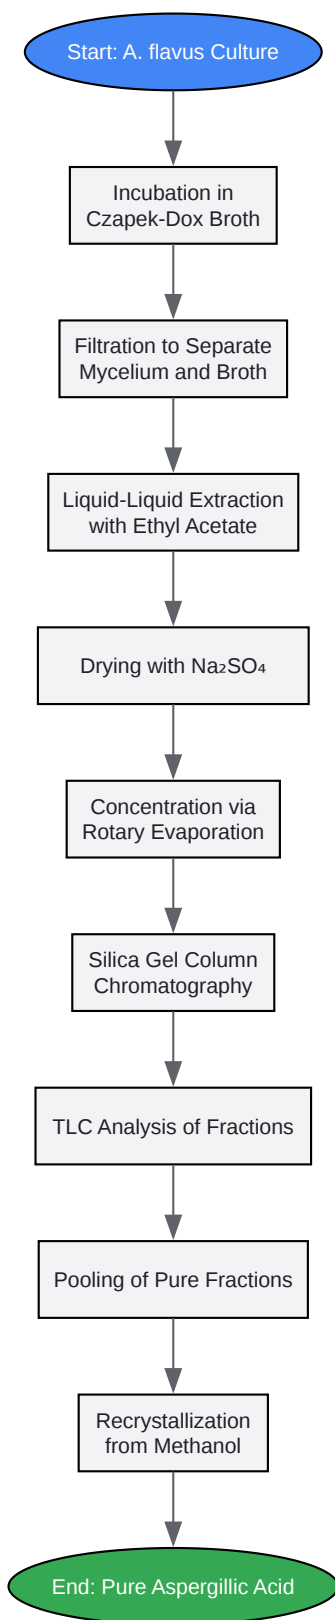 Start: A. flavus Culture
Incubation in
Czapek-Dox Broth
Filtration to Separate
Mycelium and Broth
Liquid-Liquid Extraction
with Ethyl Acetate
Drying with Na₂SO₄
Concentration via
Rotary Evaporation
Silica Gel Column
Chromatography
TLC Analysis of Fractions
Pooling of Pure Fractions
Recrystallization
from Methanol
End: Pure Aspergillic Acid